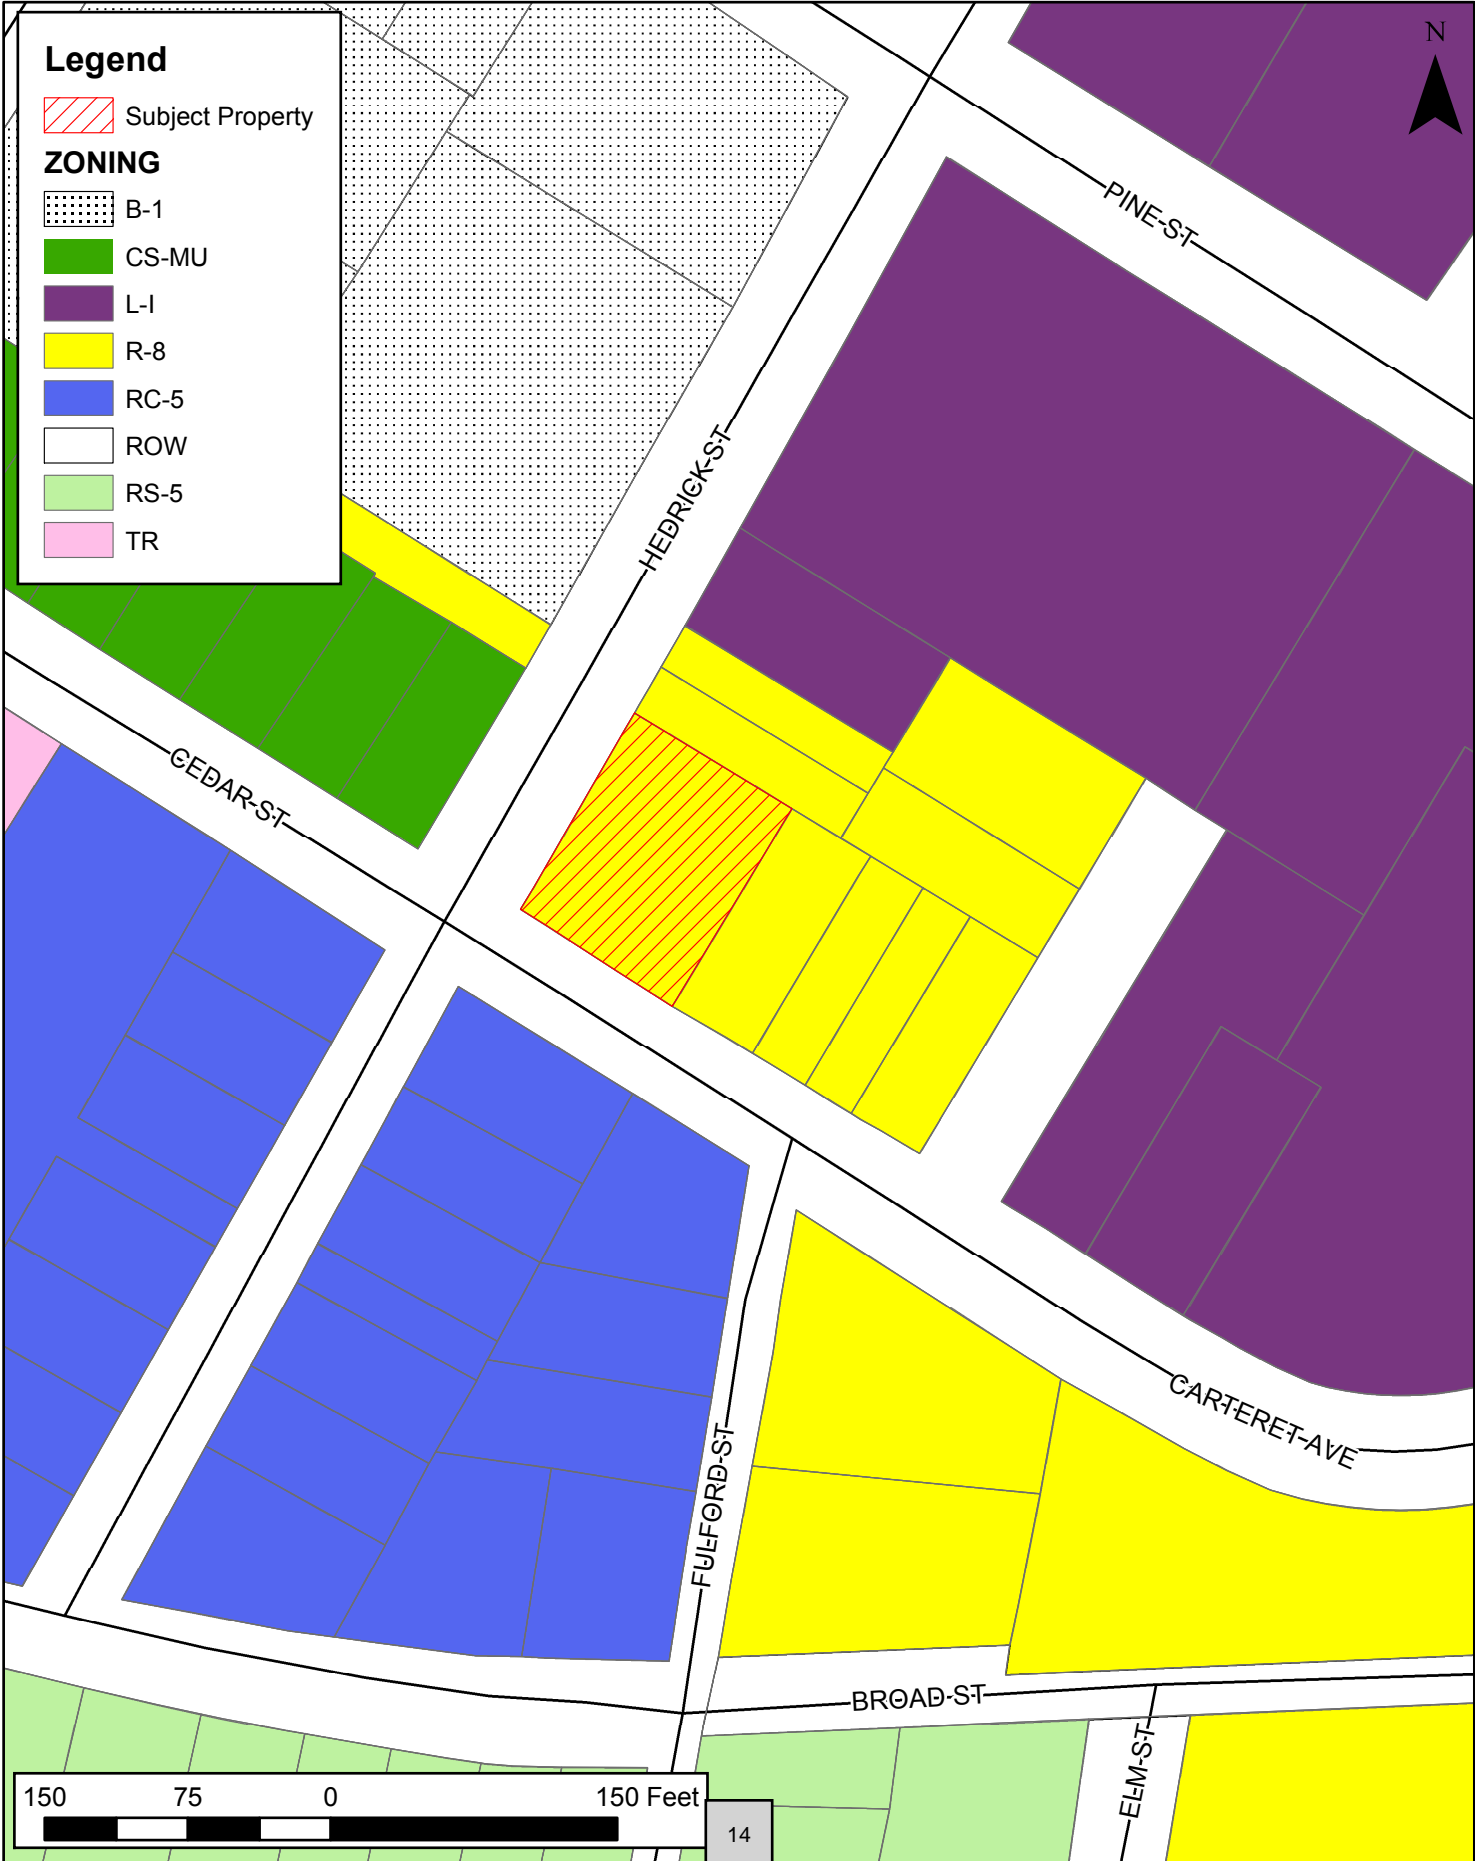 Legend
Subject Property
ZONING
B-1
CS-MU
L-I
R-8
RC-5
ROW
RS-5
TR
N
PINE ST
HEDRICK ST
CEDAR ST
CARTERET AVE
FULFORD ST
BROAD ST
ELM ST
150 75 0 150 Feet
14